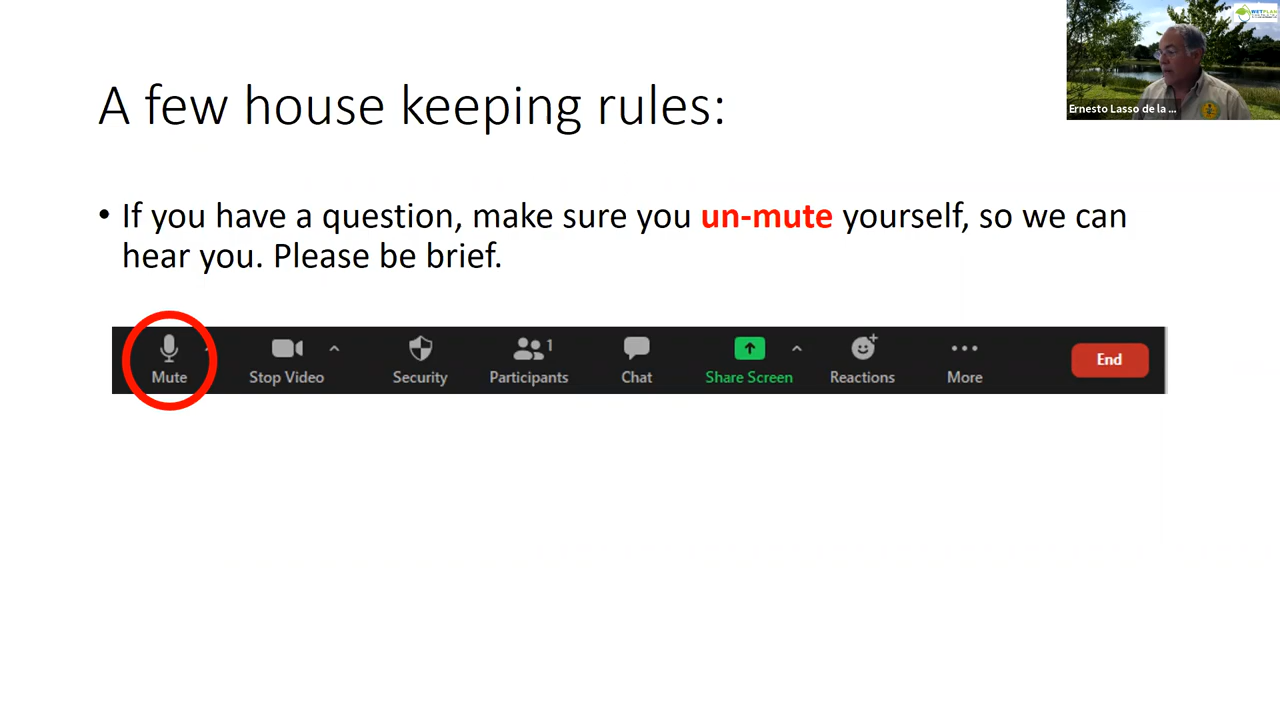 A few house keeping rules:
• If you have a question, make sure you un-mute yourself, so we can
hear you. Please be brief.
Mute
Stop Video
Security
1
Participants
Chat
Share Screen
Reactions
More
End
Ernesto Lasso de la ...
WETPLAN